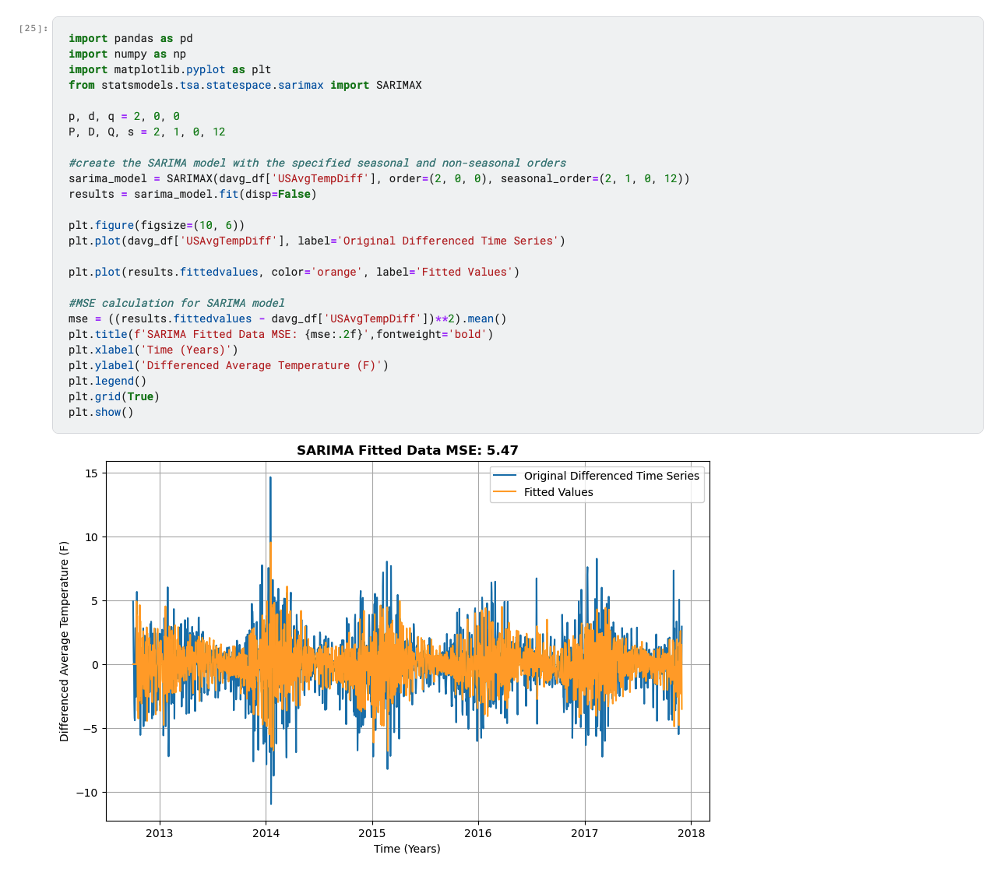 [25]:
import pandas as pd
import numpy as np
import matplotlib.pyplot as plt
from statsmodels.tsa.statespace.sarimax import SARIMAX
p, d, q = 2, 0, 0
P, D, Q, s = 2, 1, 0, 12
#create the SARIMA model with the specified seasonal and non-seasonal orders
sarima_model = SARIMAX(davg_df['USAvgTempDiff'], order=(2, 0, 0), seasonal_order=(2, 1, 0, 12))
results = sarima_model.fit(disp=False)
plt.figure(figsize=(10, 6))
plt.plot(davg_df['USAvgTempDiff'], label='Original Differenced Time Series')
plt.plot(results.fittedvalues, color='orange', label='Fitted Values')
#MSE calculation for SARIMA model
mse = ((results.fittedvalues - davg_df['USAvgTempDiff'])**2).mean()
plt.title(f'SARIMA Fitted Data MSE: {mse:.2f}',fontweight='bold')
plt.xlabel('Time (Years)')
plt.ylabel('Differenced Average Temperature (F)')
plt.legend()
plt.grid(True)
plt.show()
SARIMA Fitted Data MSE: 5.47
Original Differenced Time Series
Fitted Values
15
10
5
0
−5
−10
Differenced Average Temperature (F)
2013 2014 2015 2016 2017 2018
Time (Years)